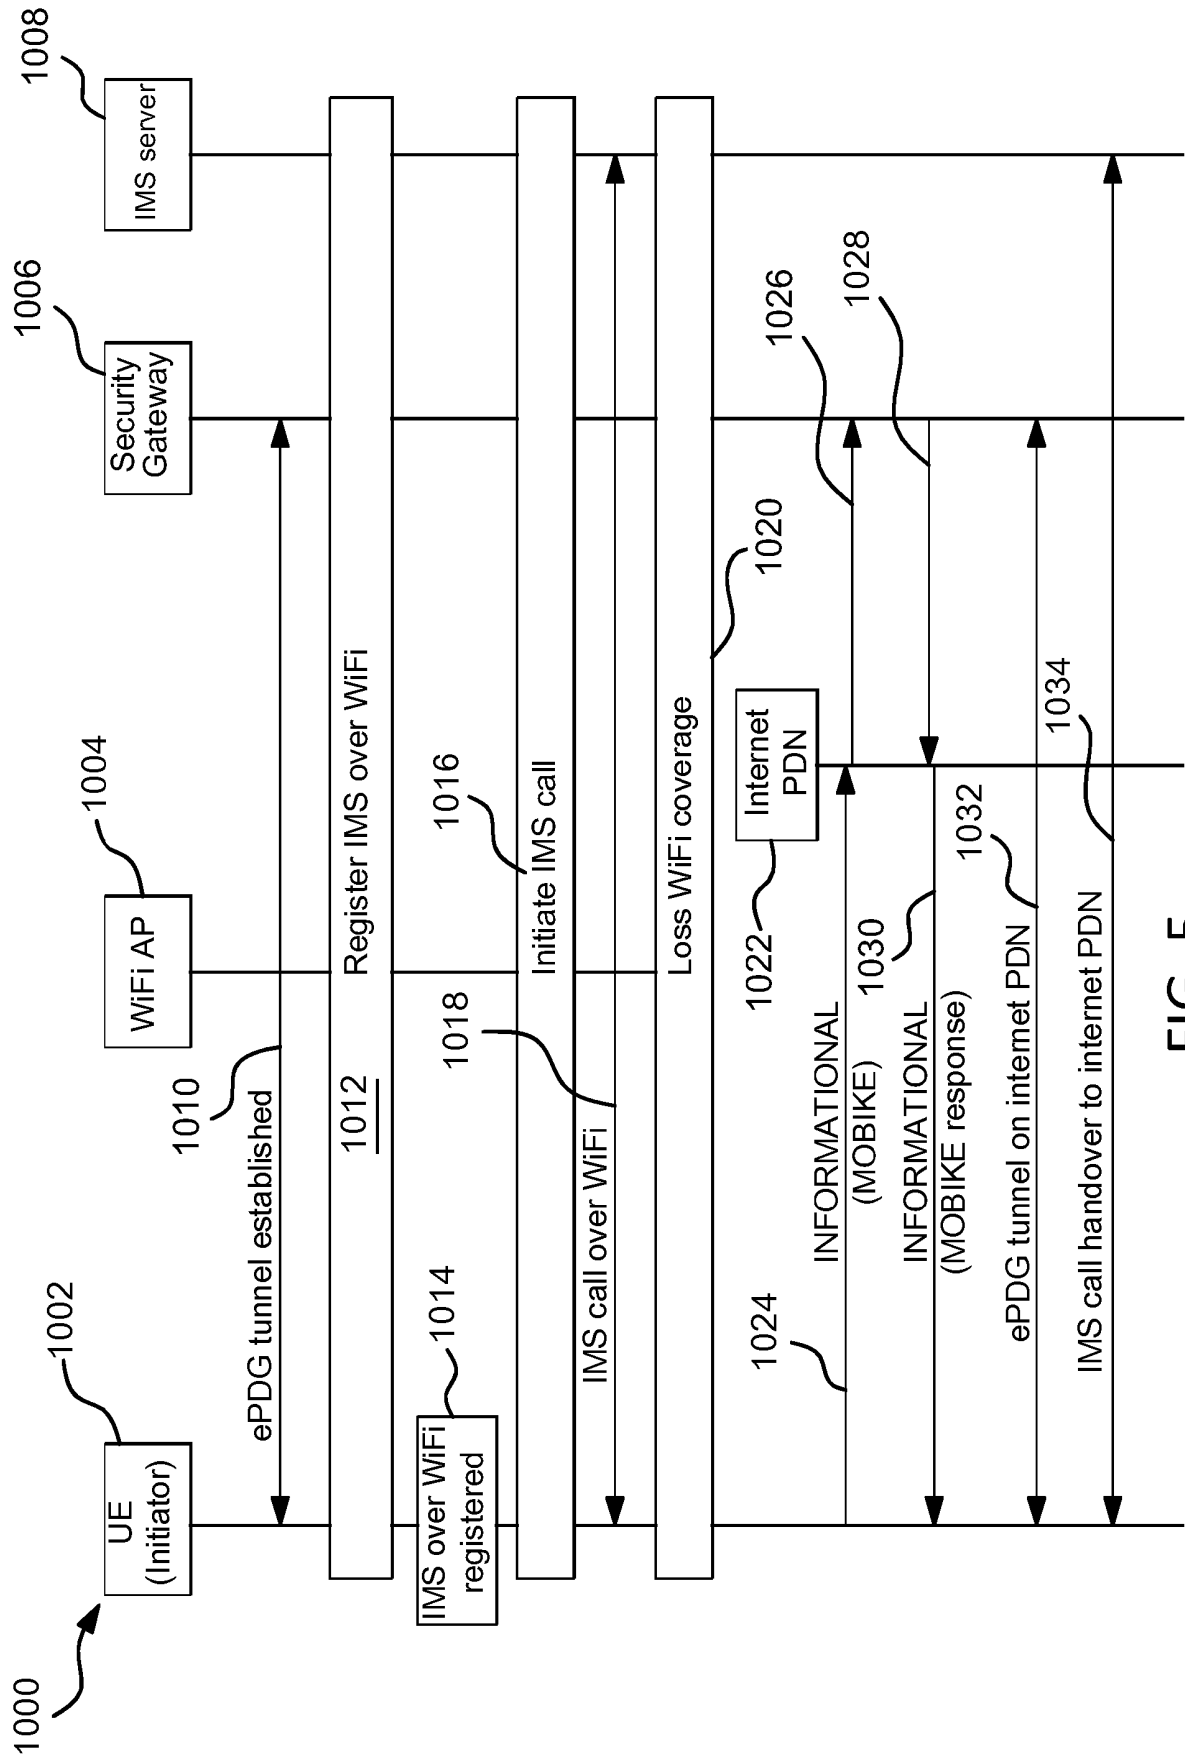 1000
UE
(Initiator)
1002
WiFi AP
1004
Security
Gateway
1006
IMS server
1008
ePDG tunnel established
1010
Register IMS over WiFi
1012
IMS over WiFi
registered
1014
Initiate IMS call
1016
IMS call over WiFi
1018
Loss WiFi coverage
1020
Internet
PDN
1022
INFORMATIONAL
(MOBIKE)
1024
1026
1028
INFORMATIONAL
(MOBIKE response)
1030
ePDG tunnel on internet PDN
1032
IMS call handover to internet PDN
1034